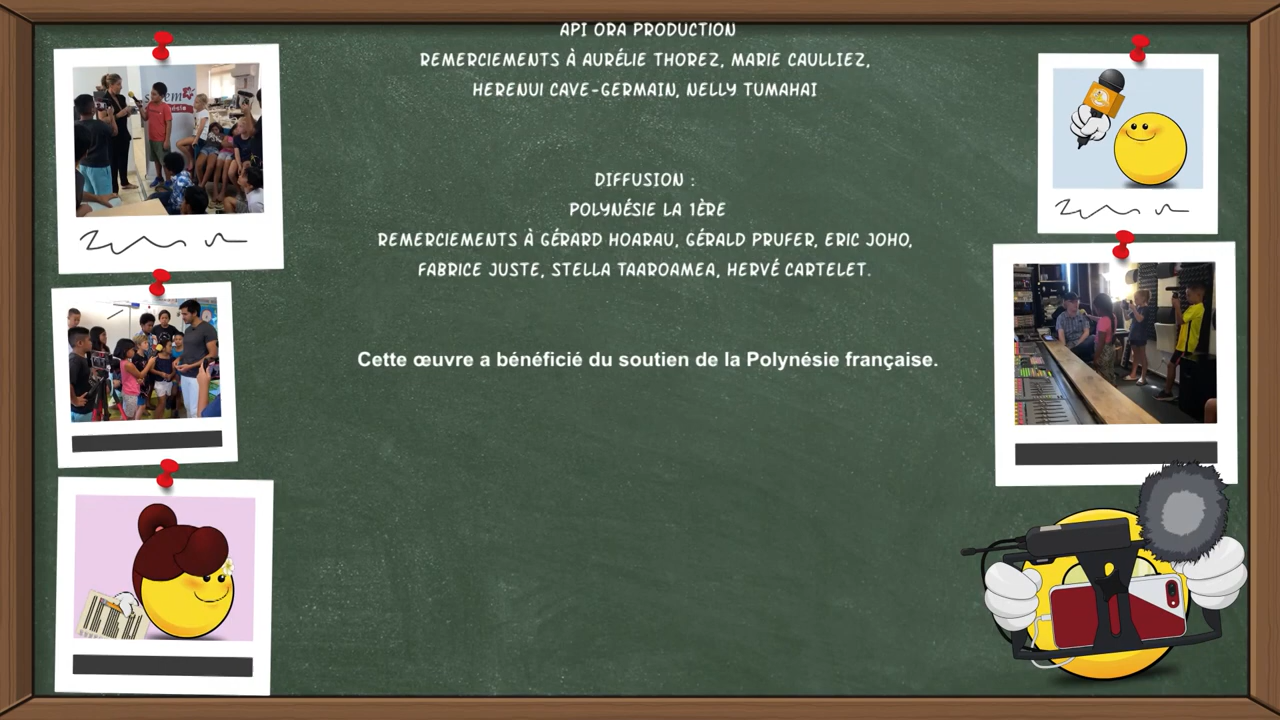 API ORA PRODUCTION
REMERCIEMENTS À AURÉLIE THOREZ, MARIE CAULLIEZ,
HERENUI CAVE-GERMAIN, NELLY TUMAHAI
DIFFUSION :
POLYNÉSIE LA 1ÈRE
REMERCIEMENTS À GÉRARD HOARAU, GÉRALD PRUFER, ERIC JOHO,
FABRICE JUSTE, STELLA TAAROAMEA, HERVÉ CARTELET.
Cette œuvre a bénéficié du soutien de la Polynésie française.